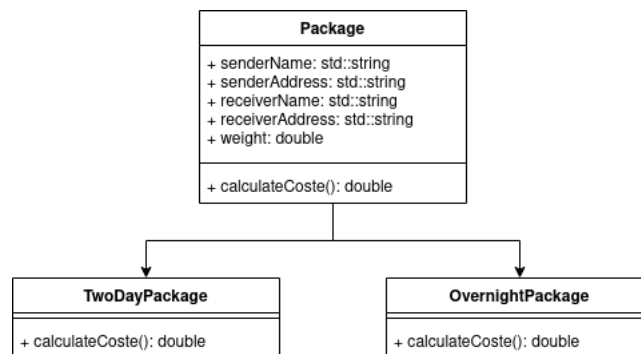 Package
+ senderName: std::string
+ senderAddress: std::string
+ receiverName: std::string
+ receiverAddress: std::string
+ weight: double
+ calculateCoste(): double
TwoDayPackage
+ calculateCoste(): double
OvernightPackage
+ calculateCoste(): double